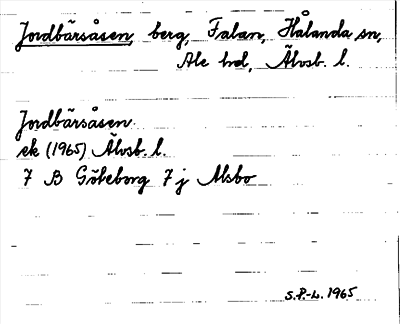 Jordbärsåsen, berg, Falan, Hålanda sn,
Ale hd, Älvsb. l.
Jordbärsåsen
ek (1965) Älvsb. l.
7 B Göteborg 7 j Alsbo
S.P.-L. 1965